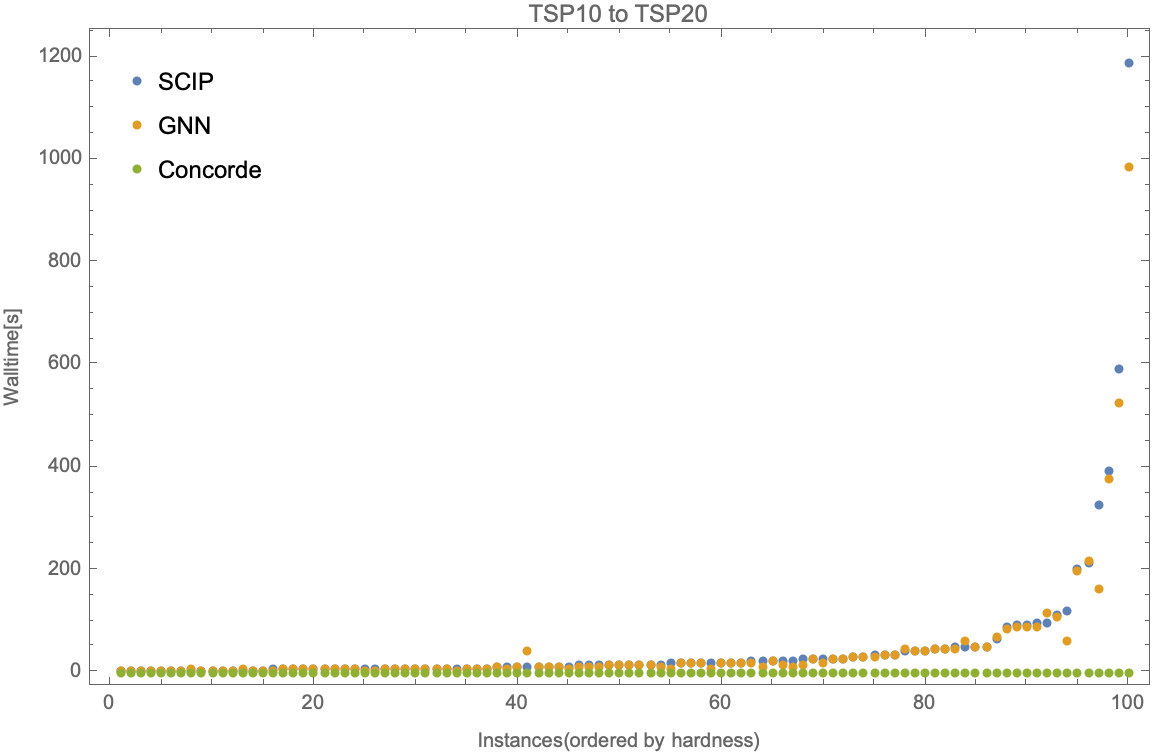 TSP10 to TSP20
1200
1000
800
600
400
200
0
Walltime[s]
SCIP
GNN
Concorde
0 20 40 60 80 100
Instances(ordered by hardness)